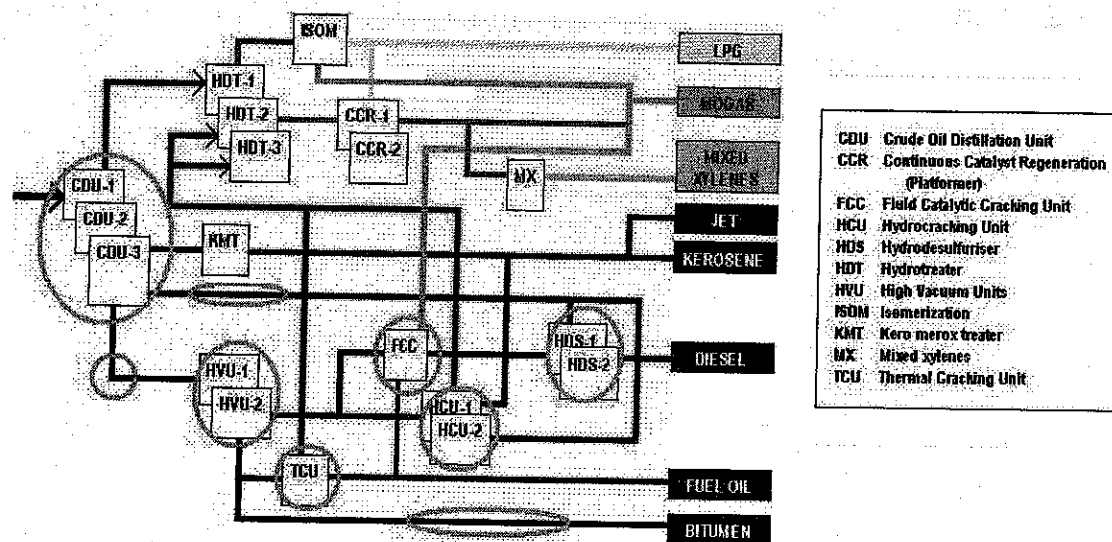 ISOM
LPG
HDT-1
MOGAS
HDT-2
CCR-1
HDT-3
CCR-2
MIXED
XYLENES
MX
CDU-1
CDU-2
CDU-3
KMT
JET
KEROSENE
FCC
HDS-1
HDS-2
DIESEL
HVU-1
HVU-2
HCU-1
HCU-2
TCU
FUEL OIL
BITUMEN
CDU Crude Oil Distillation Unit
CCR Continuous Catalyst Regeneration
(Platformer)
FCC Fluid Catalytic Cracking Unit
HCU Hydrocracking Unit
HDS Hydrodesulfuriser
HDT Hydrotreater
HVU High Vacuum Units
ISOM Isomerization
KMT Kero merox treater
MX Mixed xylenes
TCU Thermal Cracking Unit